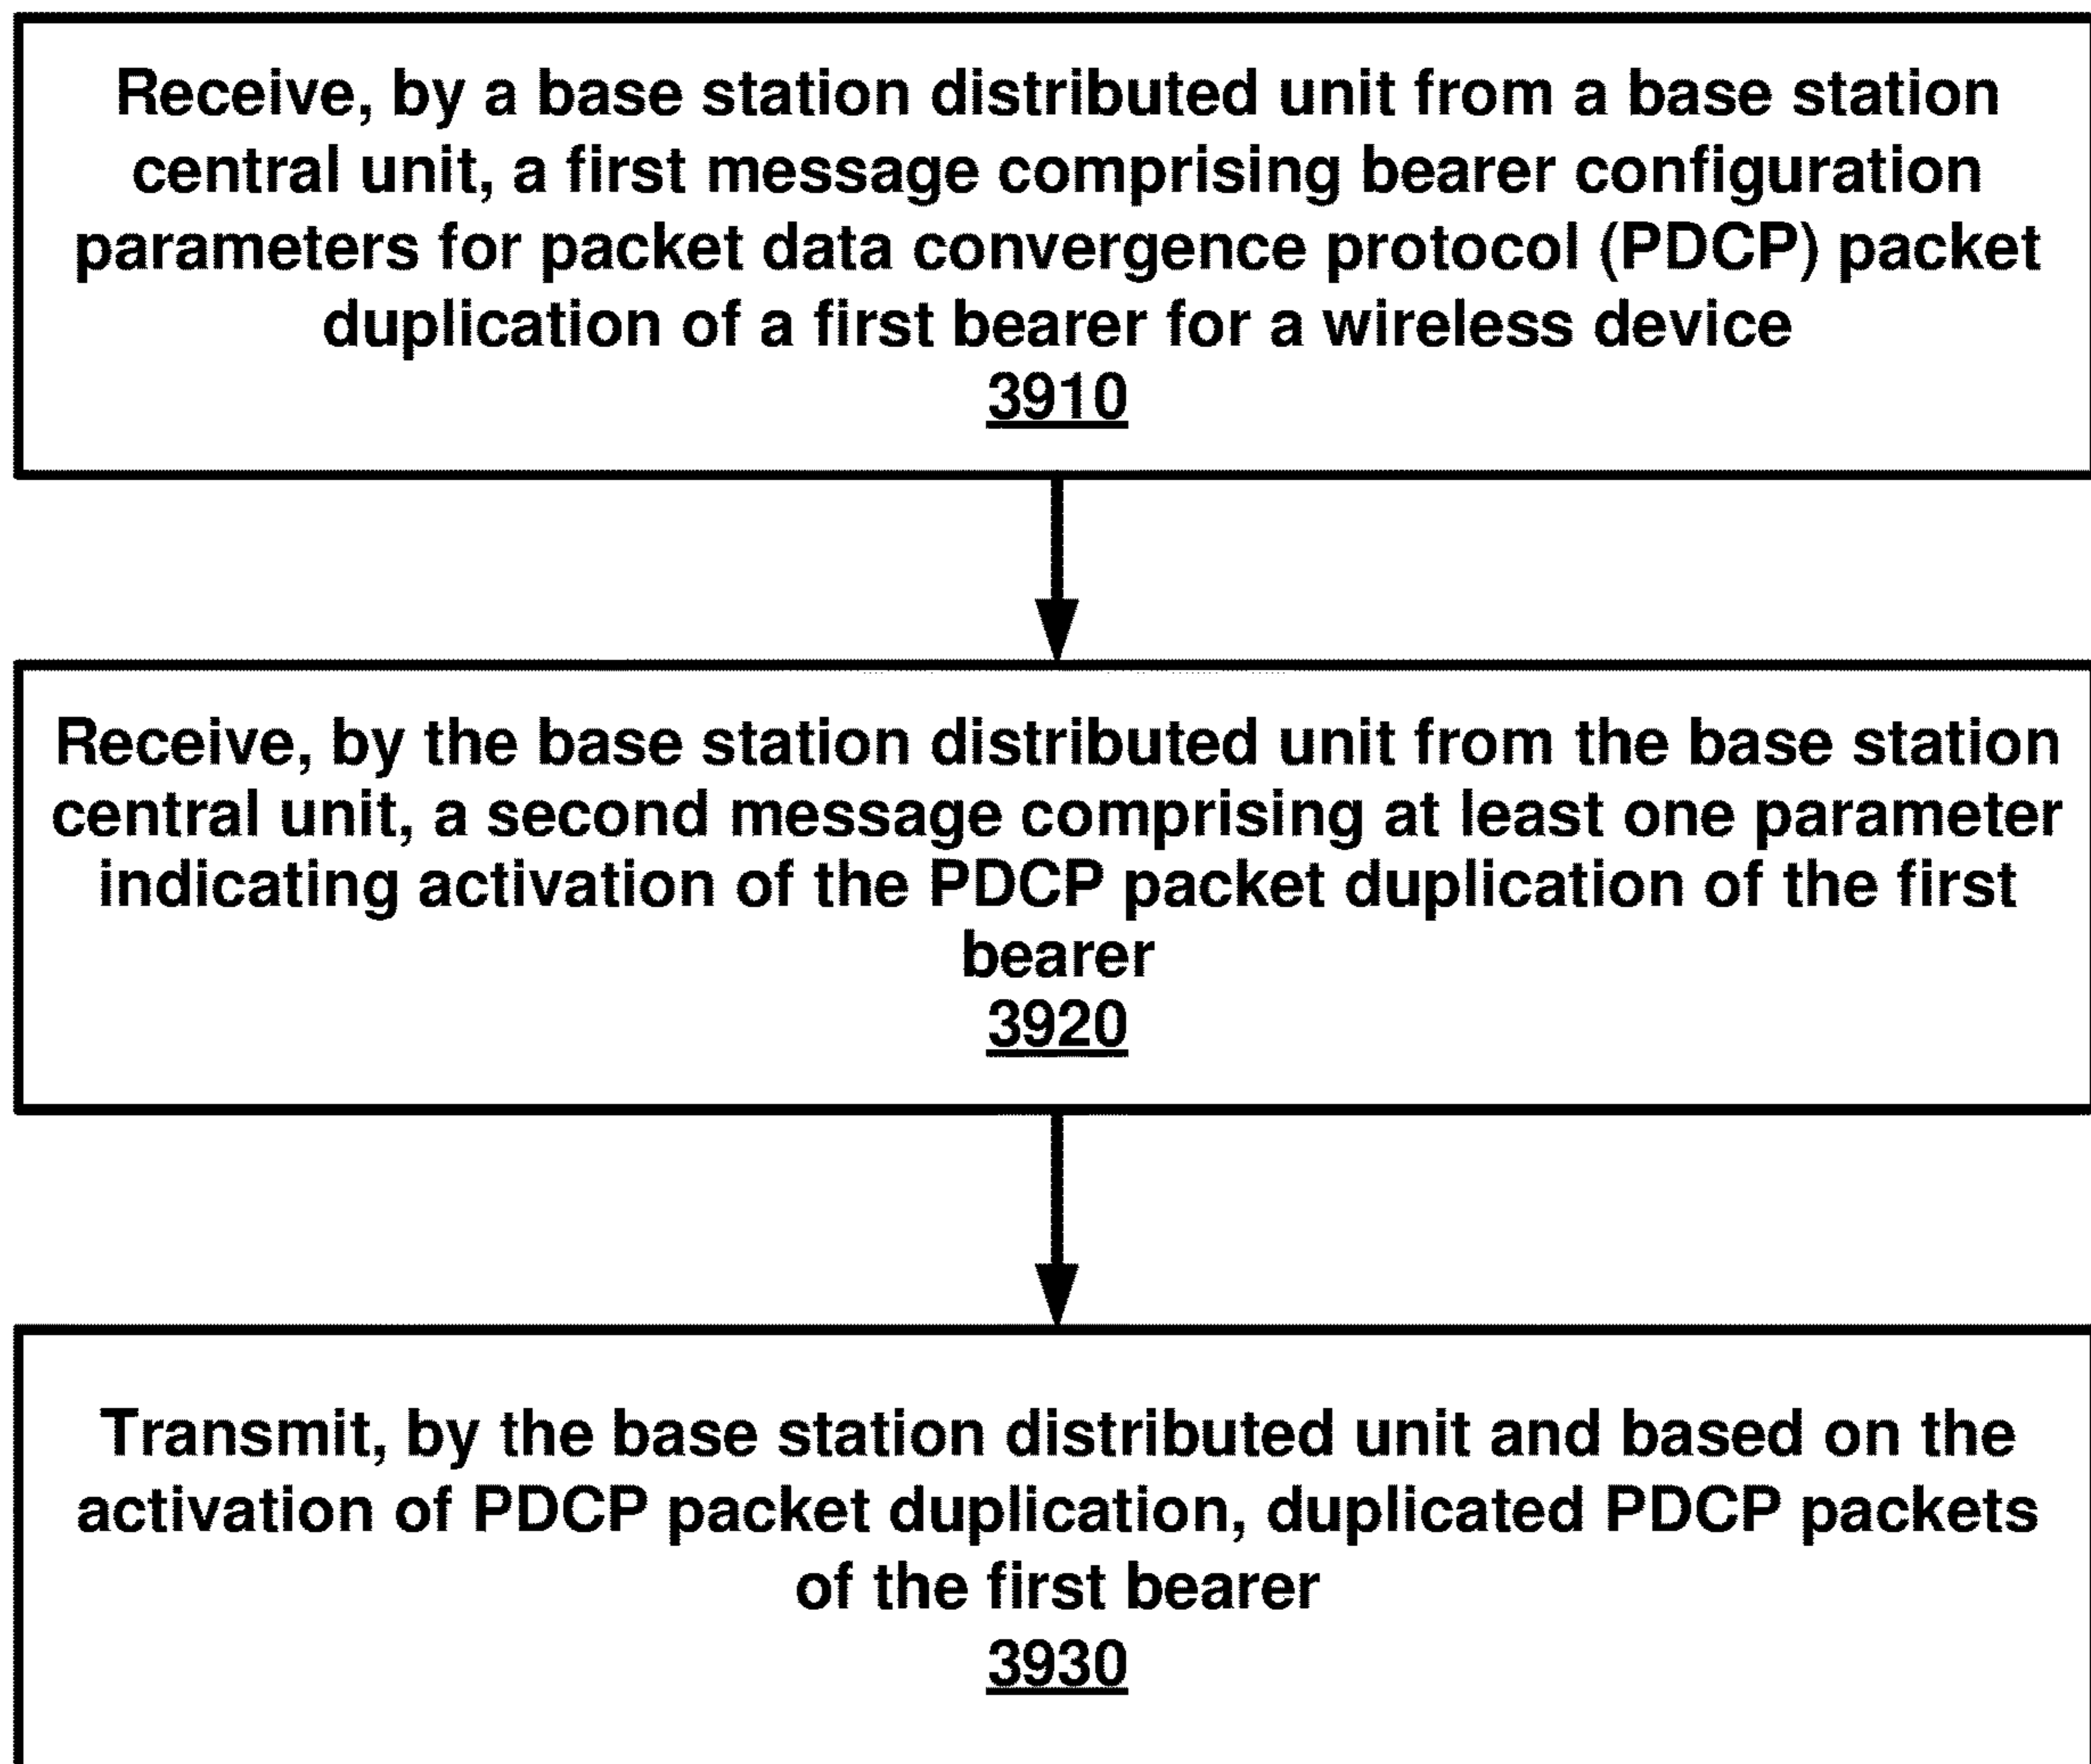 Receive, by a base station distributed unit from a base station
central unit, a first message comprising bearer configuration
parameters for packet data convergence protocol (PDCP) packet
duplication of a first bearer for a wireless device
3910
Receive, by the base station distributed unit from the base station
central unit, a second message comprising at least one parameter
indicating activation of the PDCP packet duplication of the first
bearer
3920
Transmit, by the base station distributed unit and based on the
activation of PDCP packet duplication, duplicated PDCP packets
of the first bearer
3930